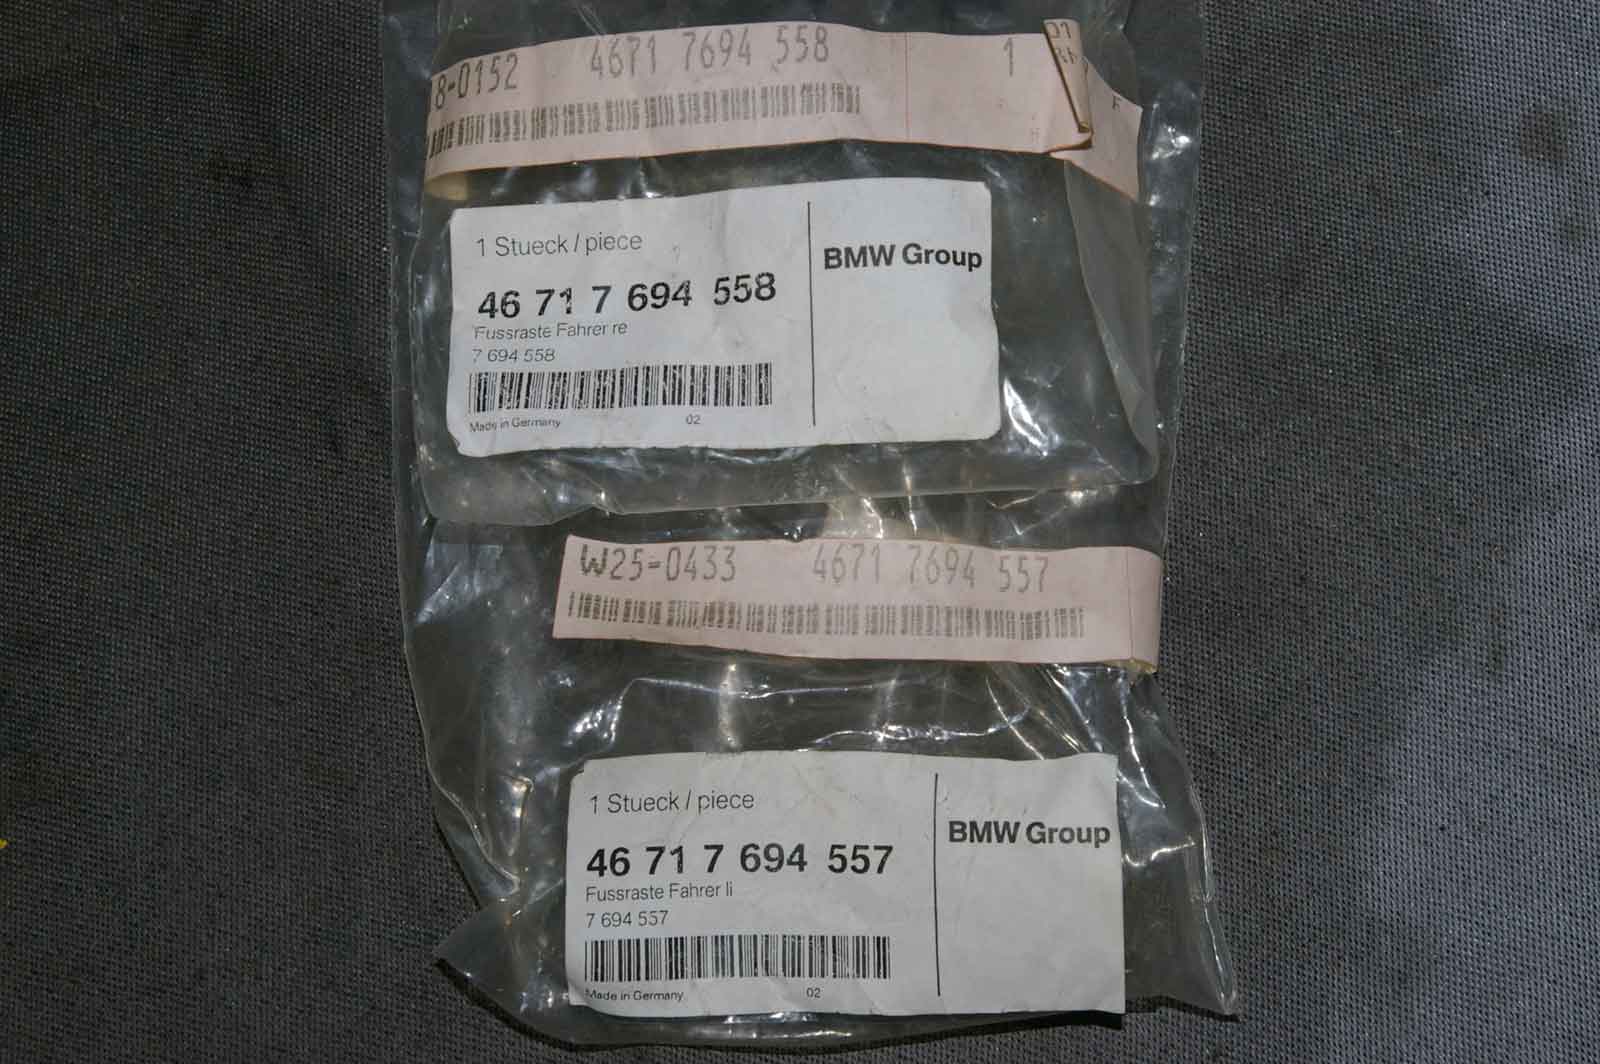 8-0152 4671 7694 558 1
01
F
H
1 Stueck / piece
BMW Group
46 71 7 694 558
Fussraste Fahrer re
7 694 558
Made in Germany 02
W25-0433 4671 7694 557
1 Stueck / piece
BMW Group
46 71 7 694 557
Fussraste Fahrer li
7 694 557
Made in Germany 02